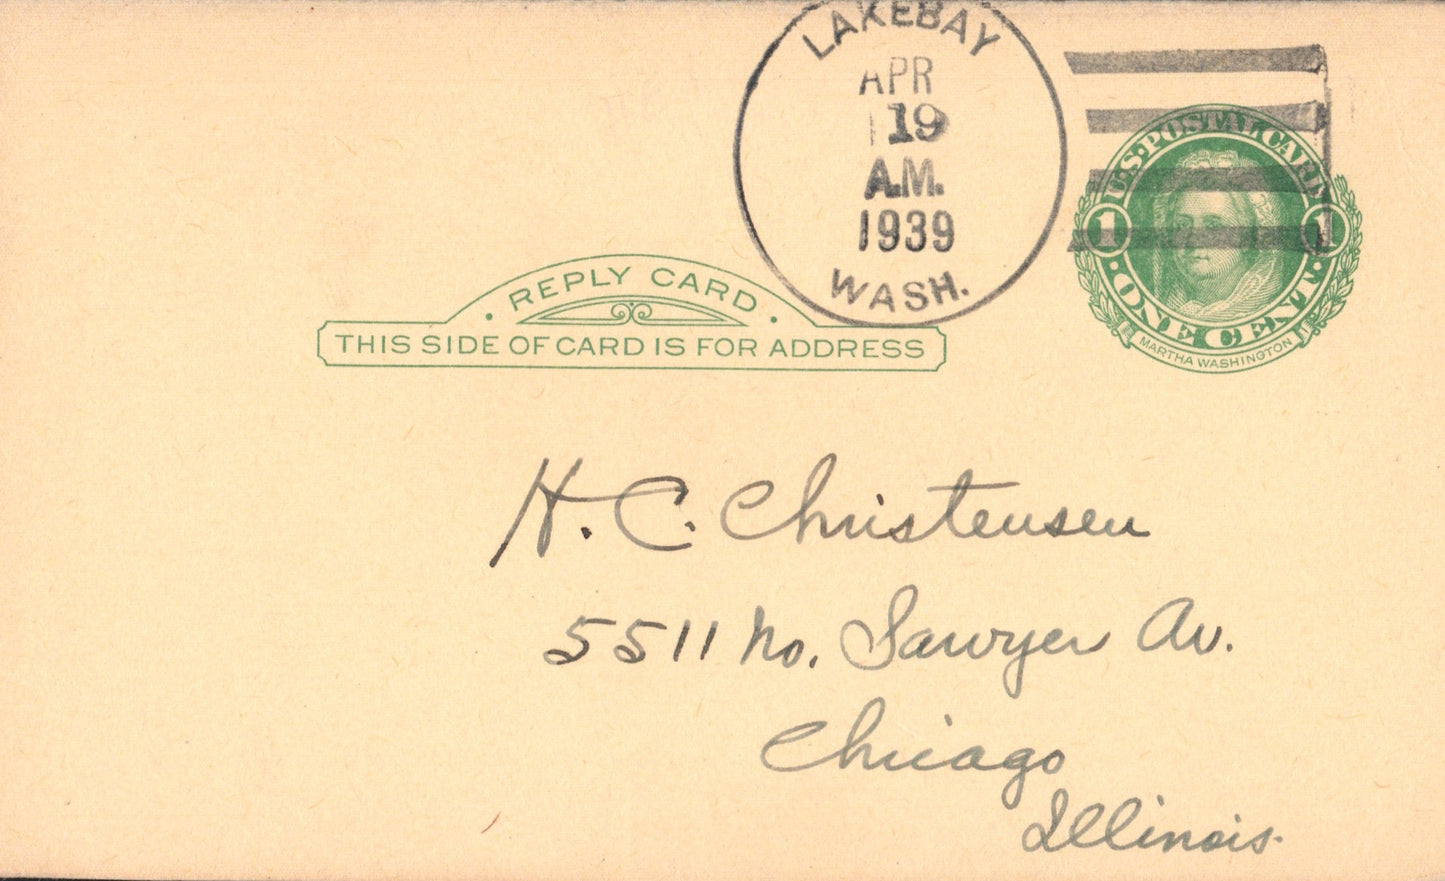 LAKEBAY
APR
19
A.M.
1939
WASH.
U.S. POSTAL CARD
1 1
· ONE CENT ·
MARTHA WASHINGTON
· REPLY CARD ·
THIS SIDE OF CARD IS FOR ADDRESS
H. C. Christensen
5511 No. Sawyer Av.
Chicago
Illinois.